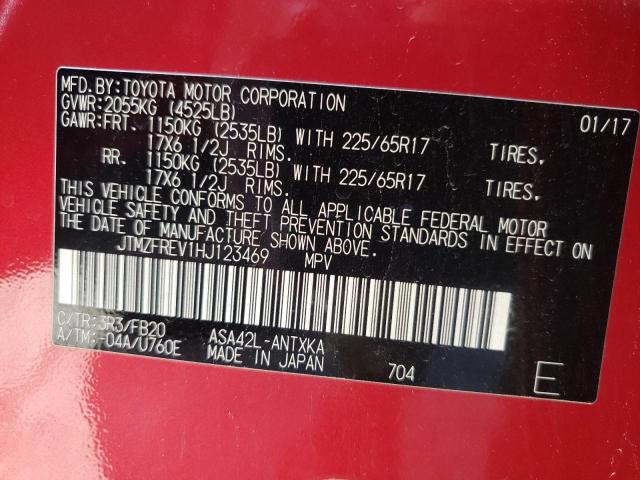 MFD.BY:TOYOTA MOTOR CORPORATION 01/17
GVWR:2055KG (4525LB)
GAWR:FRT. 1150KG (2535LB) WITH 225/65R17 TIRES.
17X6 1/2J RIMS.
RR. 1150KG (2535LB) WITH 225/65R17 TIRES.
17X6 1/2J RIMS.
THIS VEHICLE CONFORMS TO ALL APPLICABLE FEDERAL MOTOR
VEHICLE SAFETY AND THEFT PREVENTION STANDARDS IN EFFECT ON
THE DATE OF MANUFACTURE SHOWN ABOVE.
JTMZFREV1HJ123469 MPV
C/TR:3R3/FB20 ASA42L-ANTXKA
A/TM:-04A/U760E MADE IN JAPAN 704 E